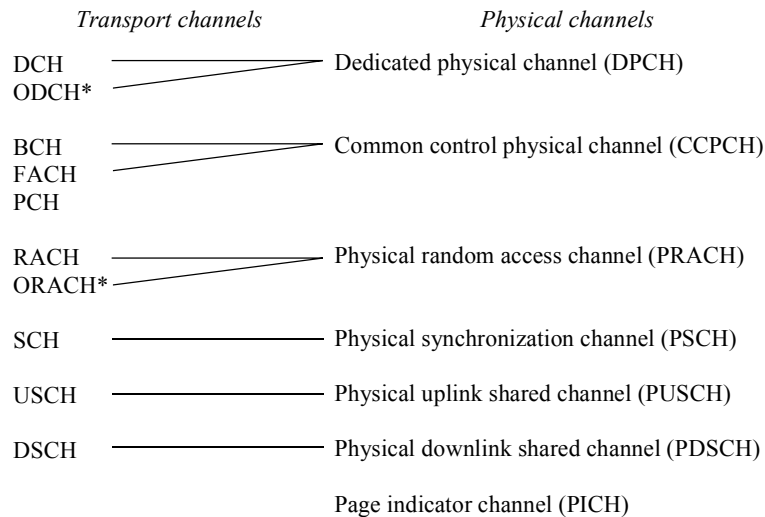 Transport channels Physical channels
DCH Dedicated physical channel (DPCH)
ODCH*
BCH Common control physical channel (CCPCH)
FACH
PCH
RACH Physical random access channel (PRACH)
ORACH*
SCH Physical synchronization channel (PSCH)
USCH Physical uplink shared channel (PUSCH)
DSCH Physical downlink shared channel (PDSCH)
Page indicator channel (PICH)